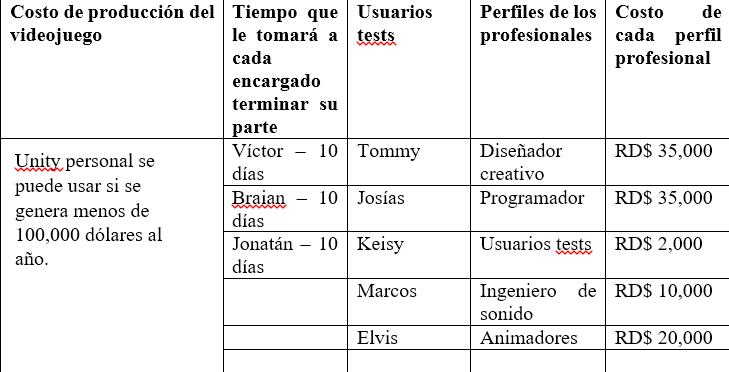 Costo de producción del
videojuego
Tiempo que
le tomará a
cada
encargado
terminar su
parte
Usuarios
tests
Perfiles de los
profesionales
Costo de
cada perfil
profesional
Unity personal se
puede usar si se
genera menos de
100,000 dólares al
año.
Víctor – 10
días
Tommy
Diseñador
creativo
RD$ 35,000
Braian – 10
días
Josías
Programador
RD$ 35,000
Jonatán – 10
días
Keisy
Usuarios tests
RD$ 2,000
Marcos
Ingeniero de
sonido
RD$ 10,000
Elvis
Animadores
RD$ 20,000